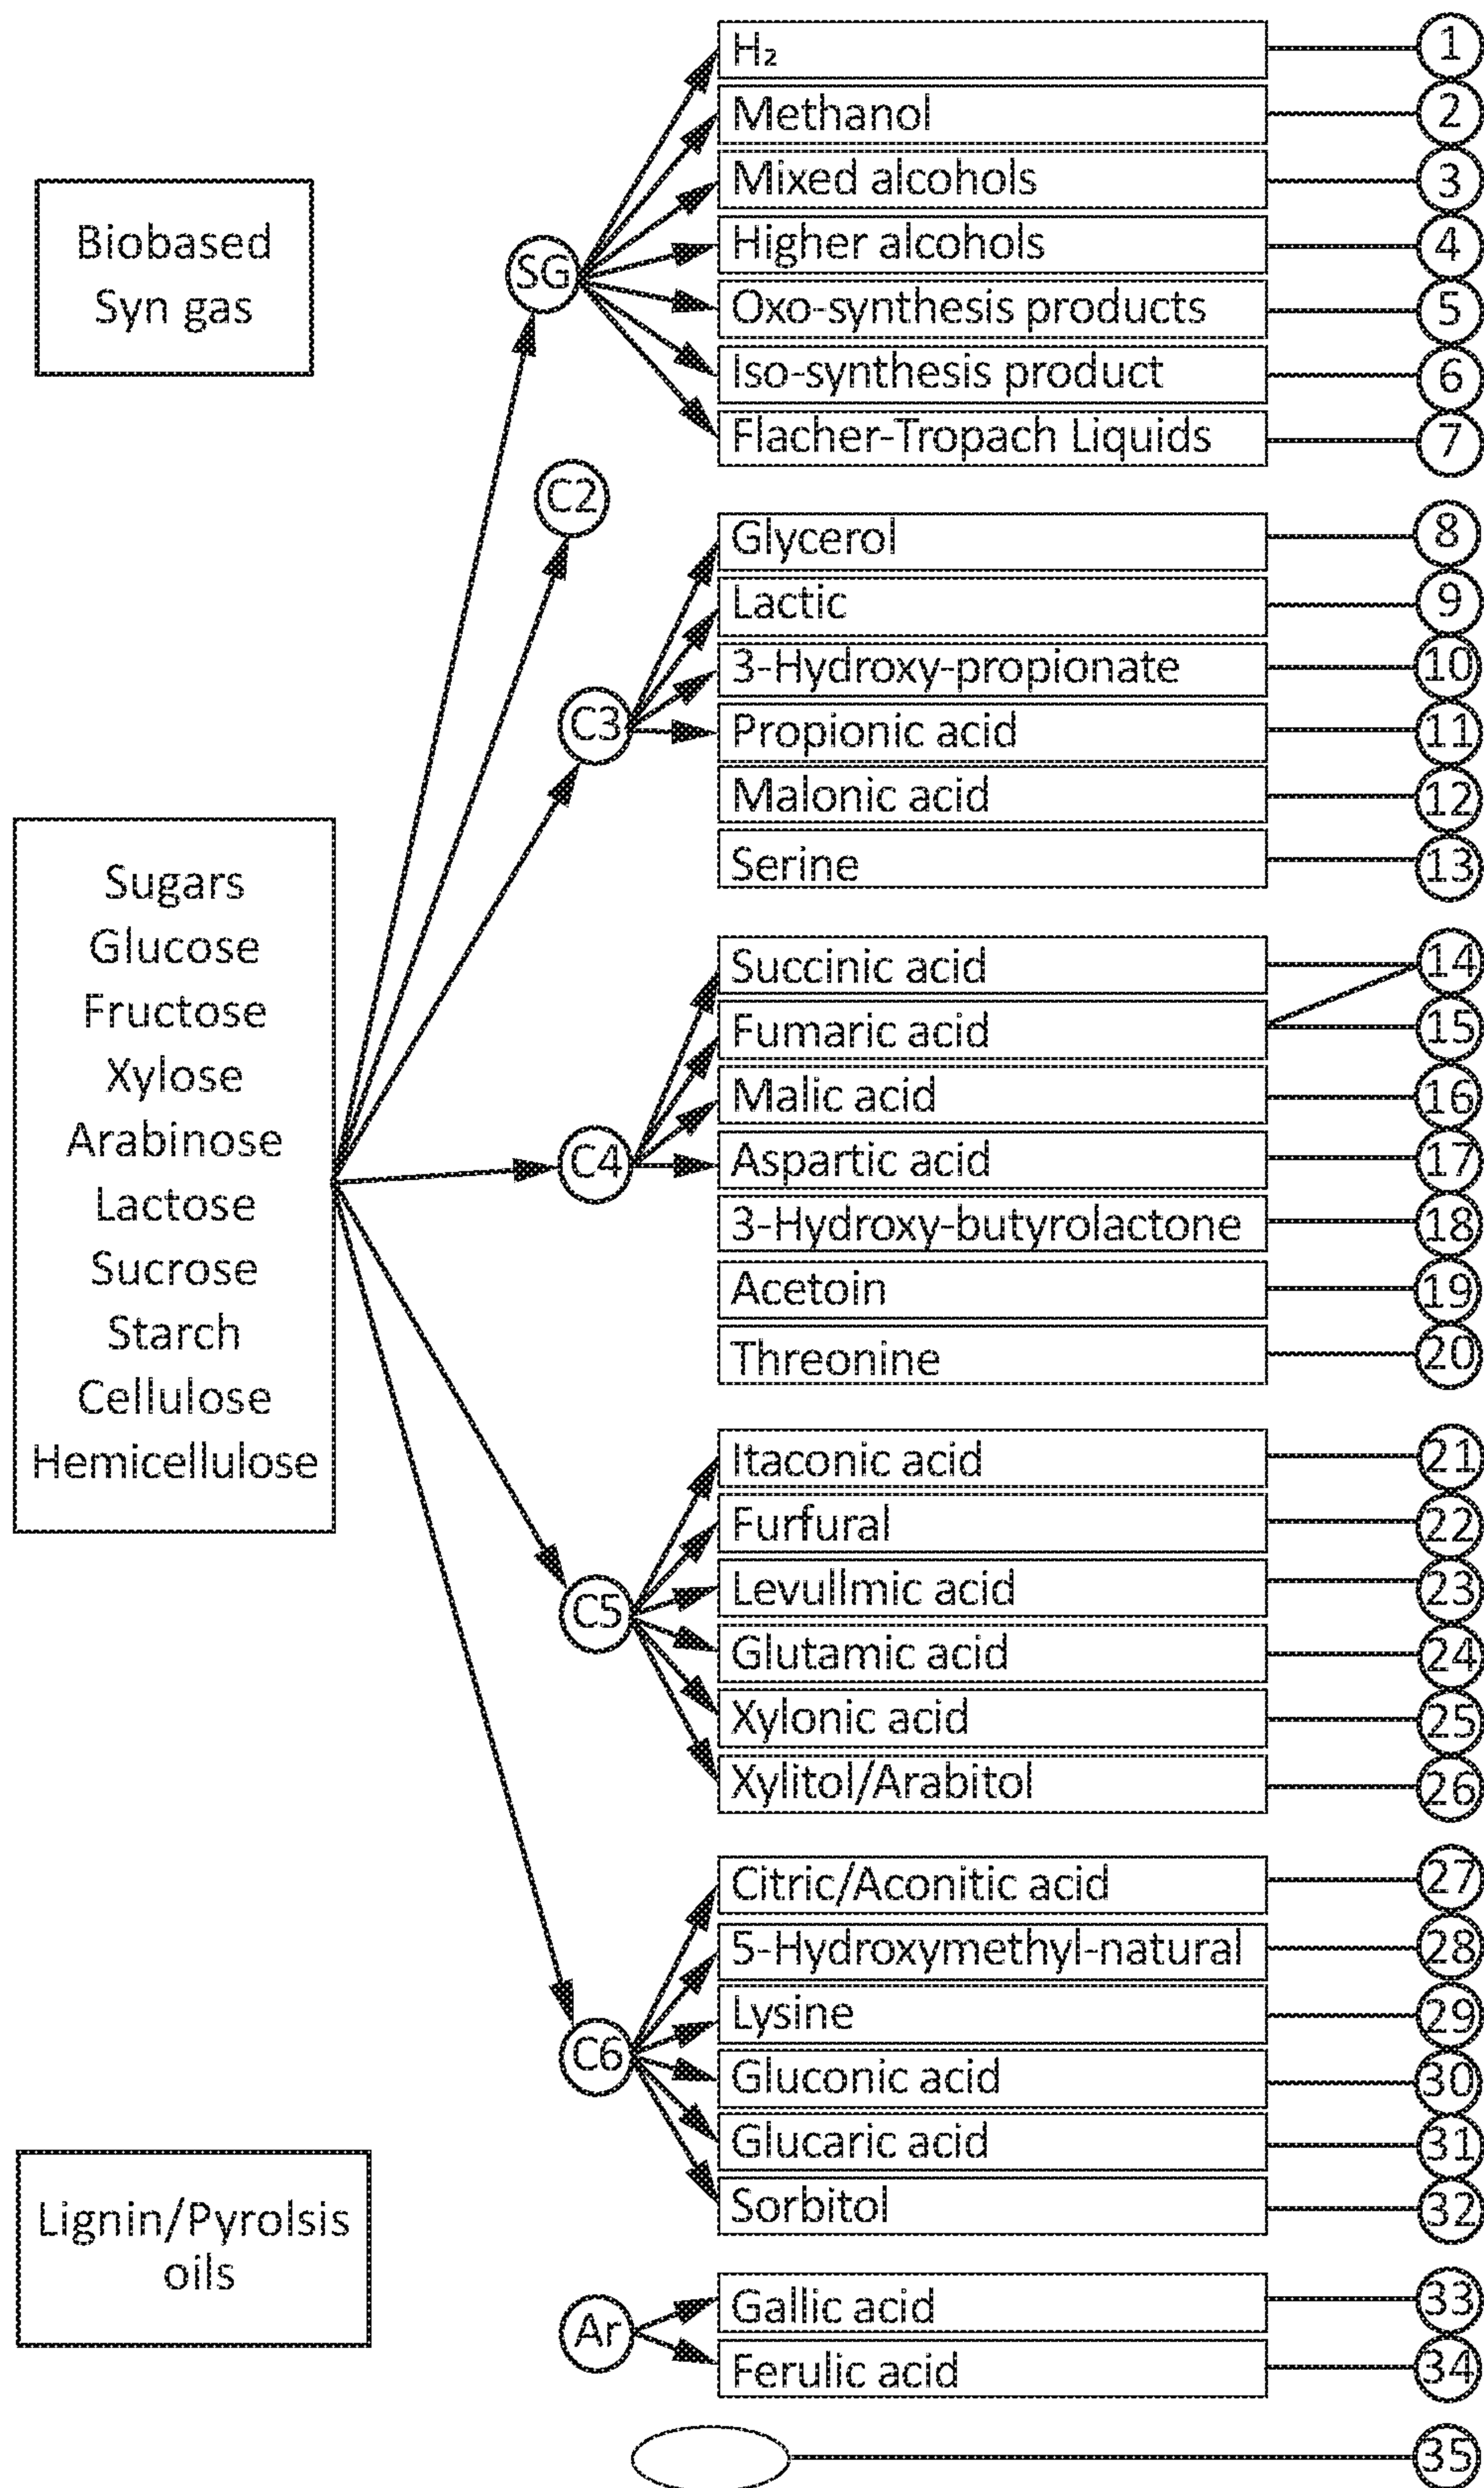 Biobased
Syn gas
Sugars
Glucose
Fructose
Xylose
Arabinose
Lactose
Sucrose
Starch
Cellulose
Hemicellulose
Lignin/Pyrolsis
oils
SG
C2
C3
C4
C5
C6
Ar
H₂ 1
Methanol 2
Mixed alcohols 3
Higher alcohols 4
Oxo-synthesis products 5
Iso-synthesis product 6
Flacher-Tropach Liquids 7
Glycerol 8
Lactic 9
3-Hydroxy-propionate 10
Propionic acid 11
Malonic acid 12
Serine 13
Succinic acid 14
Fumaric acid 15
Malic acid 16
Aspartic acid 17
3-Hydroxy-butyrolactone 18
Acetoin 19
Threonine 20
Itaconic acid 21
Furfural 22
Levullmic acid 23
Glutamic acid 24
Xylonic acid 25
Xylitol/Arabitol 26
Citric/Aconitic acid 27
5-Hydroxymethyl-natural 28
Lysine 29
Gluconic acid 30
Glucaric acid 31
Sorbitol 32
Gallic acid 33
Ferulic acid 34
35